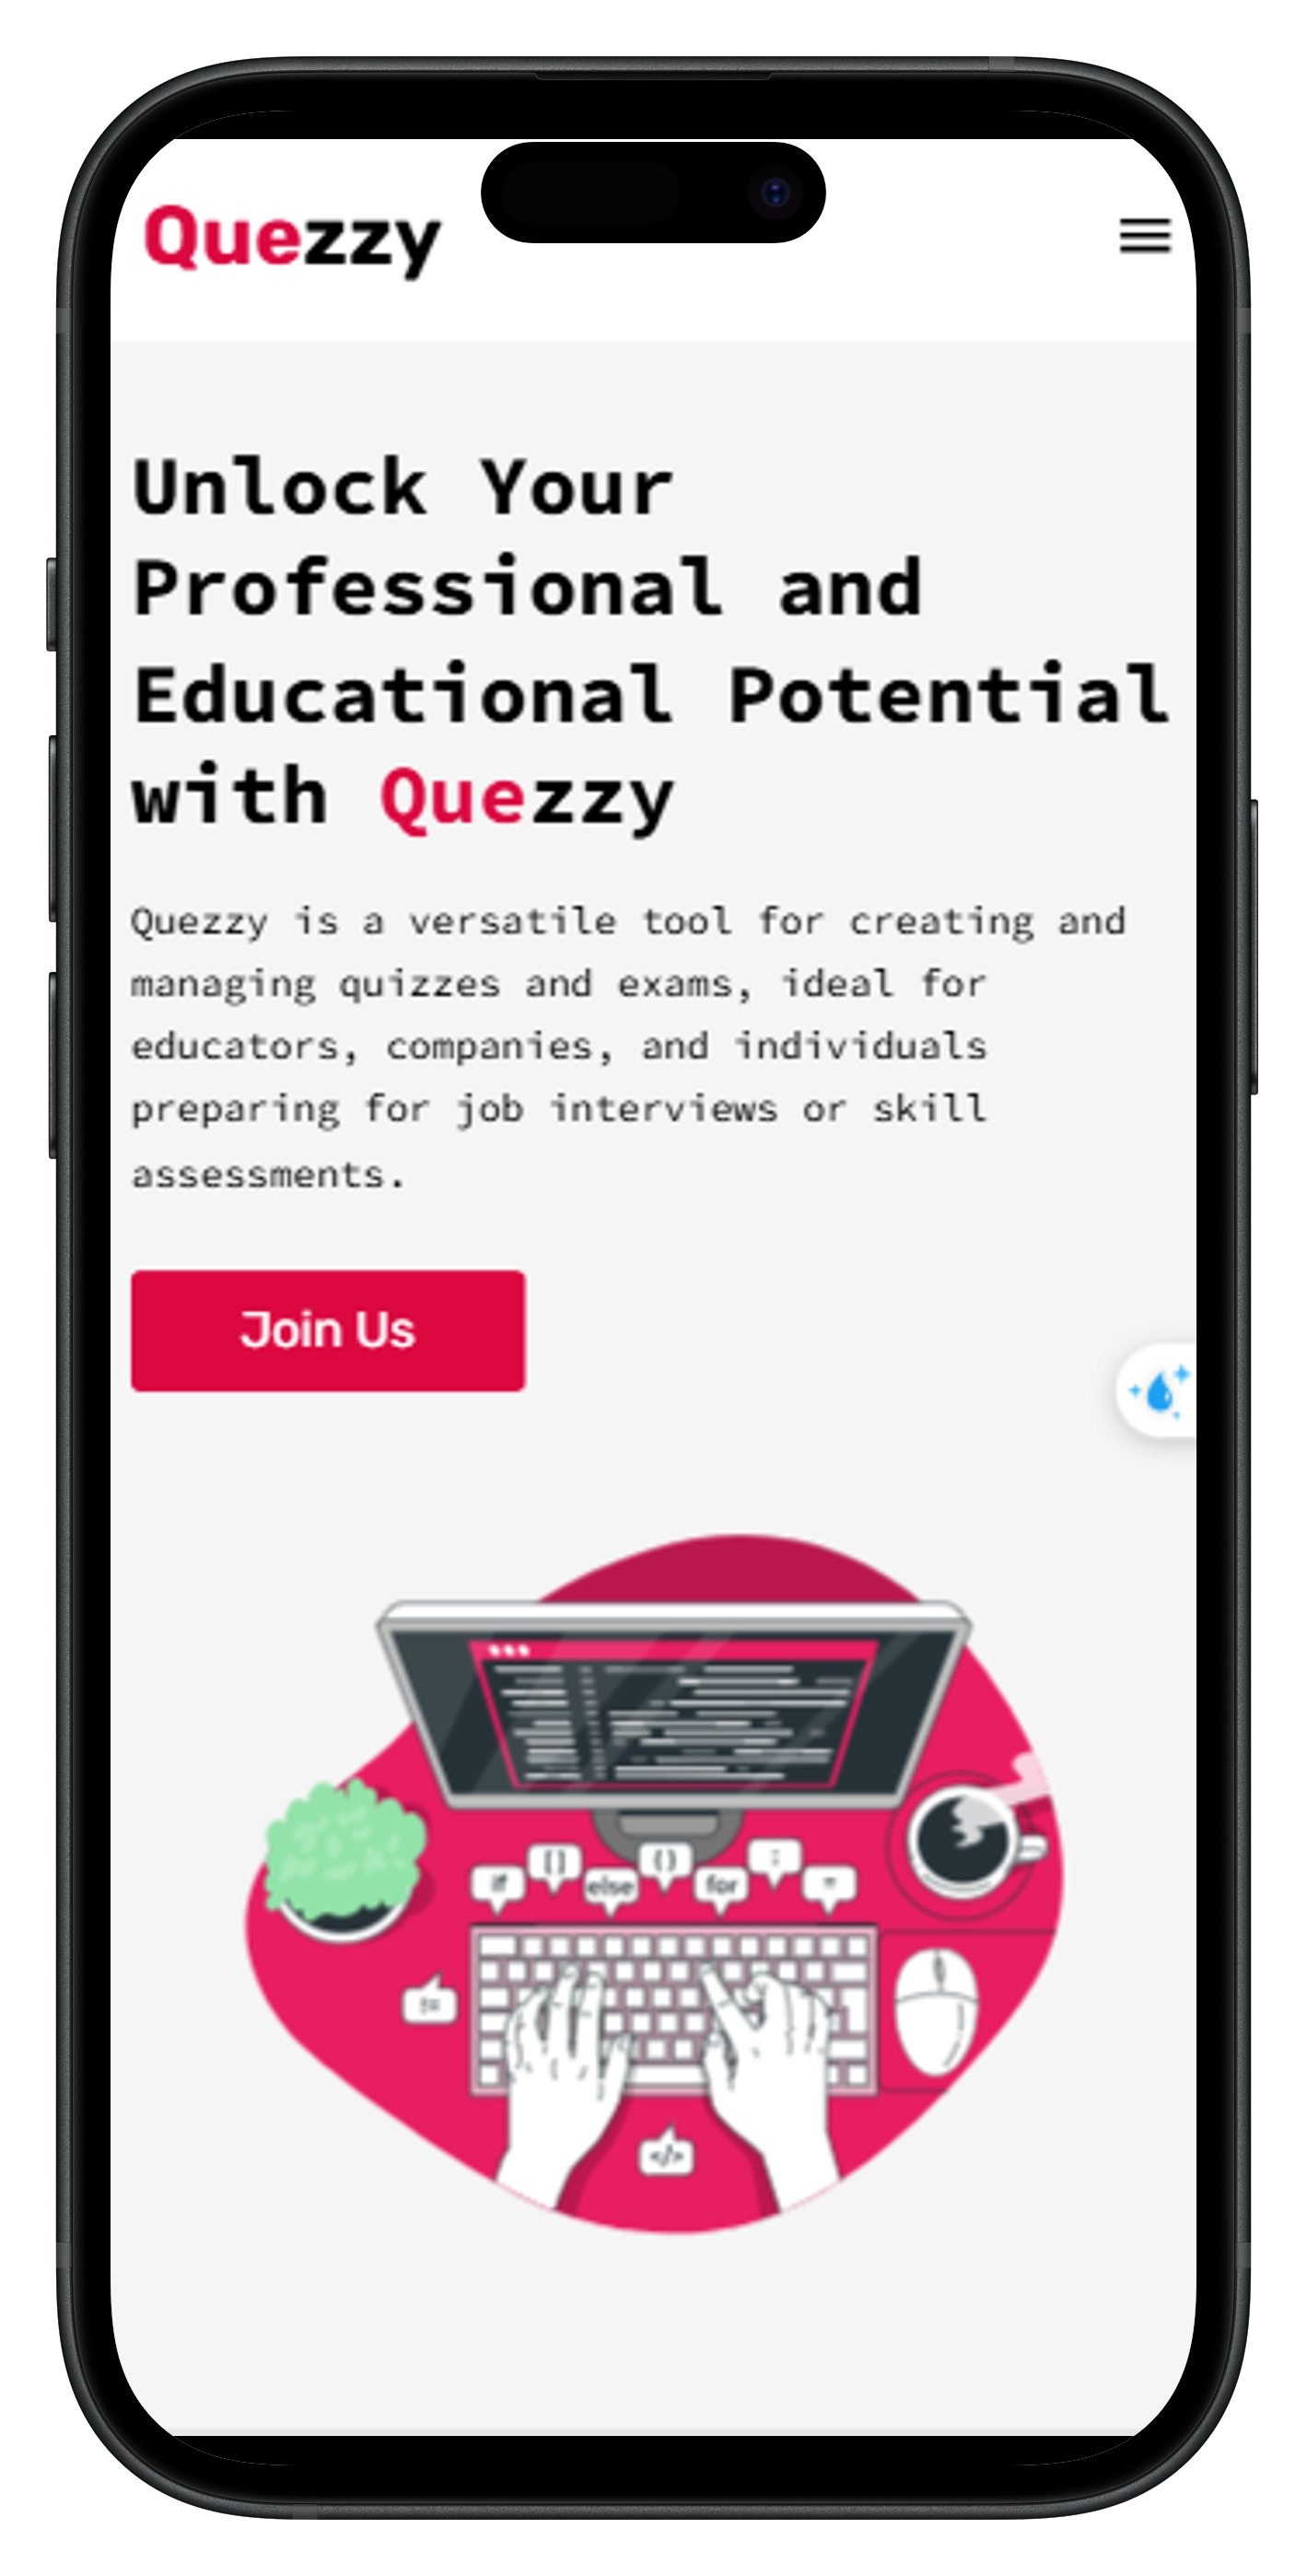 Quezzy
Unlock Your
Professional and
Educational Potential
with Quezzy
Quezzy is a versatile tool for creating and
managing quizzes and exams, ideal for
educators, companies, and individuals
preparing for job interviews or skill
assessments.
Join Us
if [] else () for ; =
!=
</>